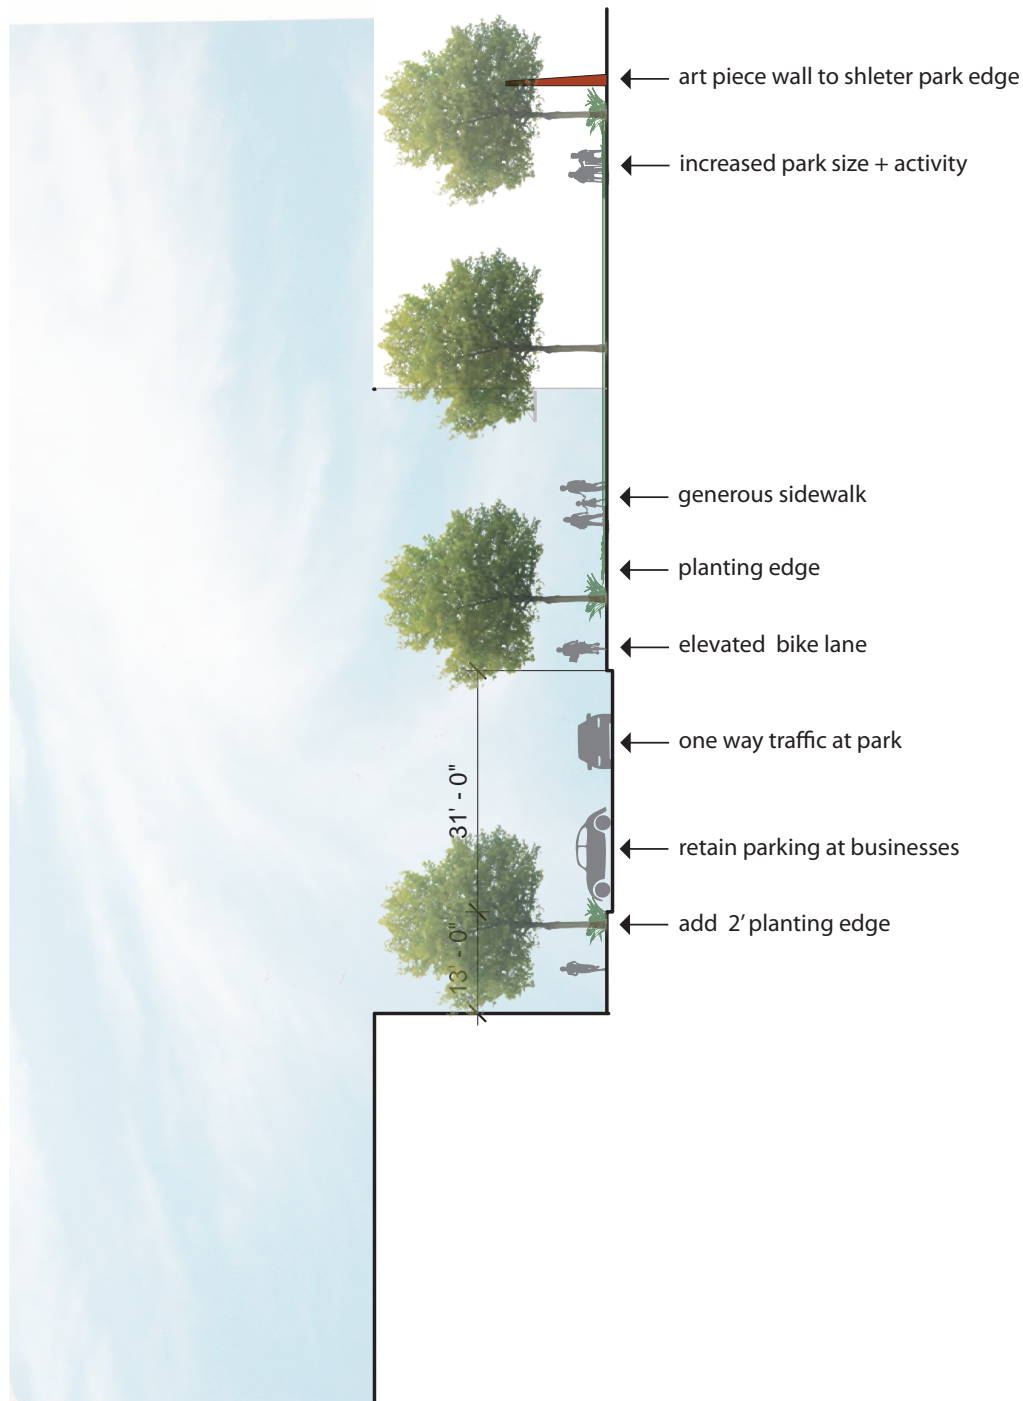 art piece wall to shleter park edge
increased park size + activity
generous sidewalk
planting edge
elevated bike lane
one way traffic at park
31' - 0"
retain parking at businesses
add 2' planting edge
13' - 0"